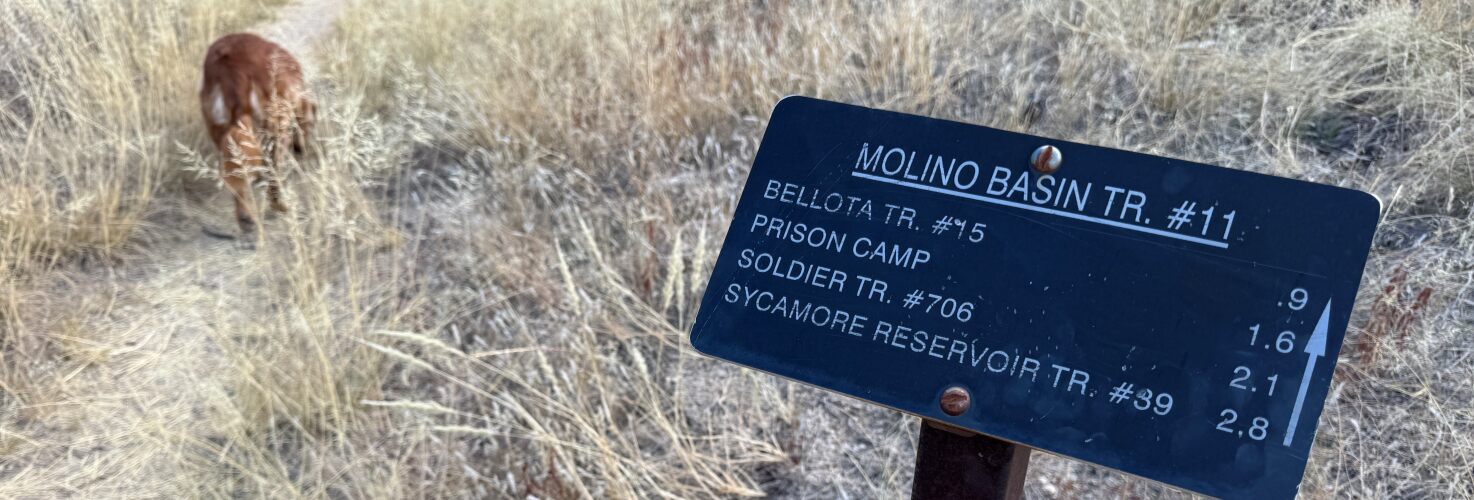 MOLINO BASIN TR. #11
BELLOTA TR. #15 .9
PRISON CAMP 1.6
SOLDIER TR. #706 2.1
SYCAMORE RESERVOIR TR. #39 2.8